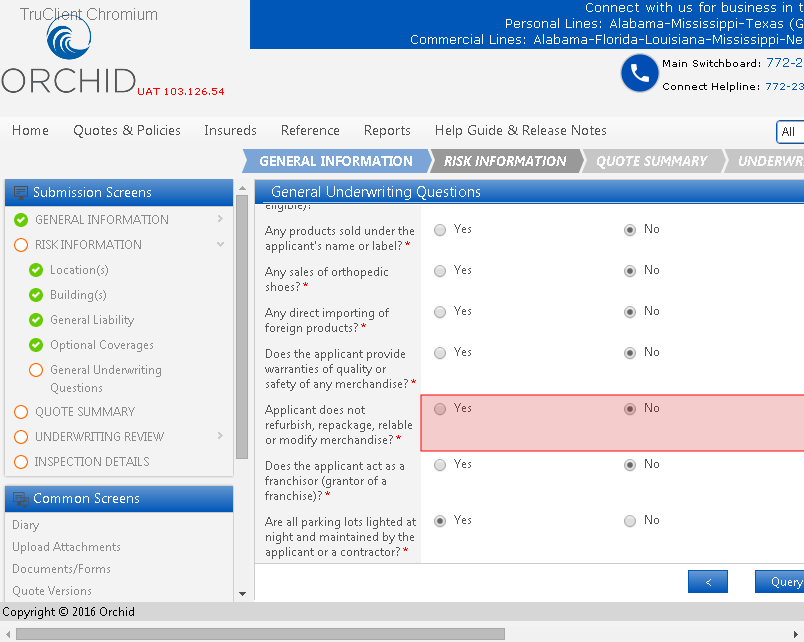 TruClient Chromium
Connect with us for business in t
Personal Lines: Alabama-Mississippi-Texas (G
Commercial Lines: Alabama-Florida-Louisiana-Mississippi-Ne
ORCHID UAT 103.126.54
Main Switchboard: 772-2
Connect Helpline: 772-23
Home Quotes & Policies Insureds Reference Reports Help Guide & Release Notes All
GENERAL INFORMATION RISK INFORMATION QUOTE SUMMARY UNDERWR
Submission Screens
GENERAL INFORMATION
RISK INFORMATION
Location(s)
Building(s)
General Liability
Optional Coverages
General Underwriting
Questions
QUOTE SUMMARY
UNDERWRITING REVIEW
INSPECTION DETAILS
Common Screens
Diary
Upload Attachments
Documents/Forms
Quote Versions
General Underwriting Questions
eligible)?
Any products sold under the Yes No
applicant's name or label? *
Any sales of orthopedic Yes No
shoes? *
Any direct importing of Yes No
foreign products? *
Does the applicant provide Yes No
warranties of quality or
safety of any merchandise? *
Applicant does not Yes No
refurbish, repackage, relable
or modify merchandise? *
Does the applicant act as a Yes No
franchisor (grantor of a
franchise)? *
Are all parking lots lighted at Yes No
night and maintained by the
applicant or a contractor? *
< Query
Copyright © 2016 Orchid